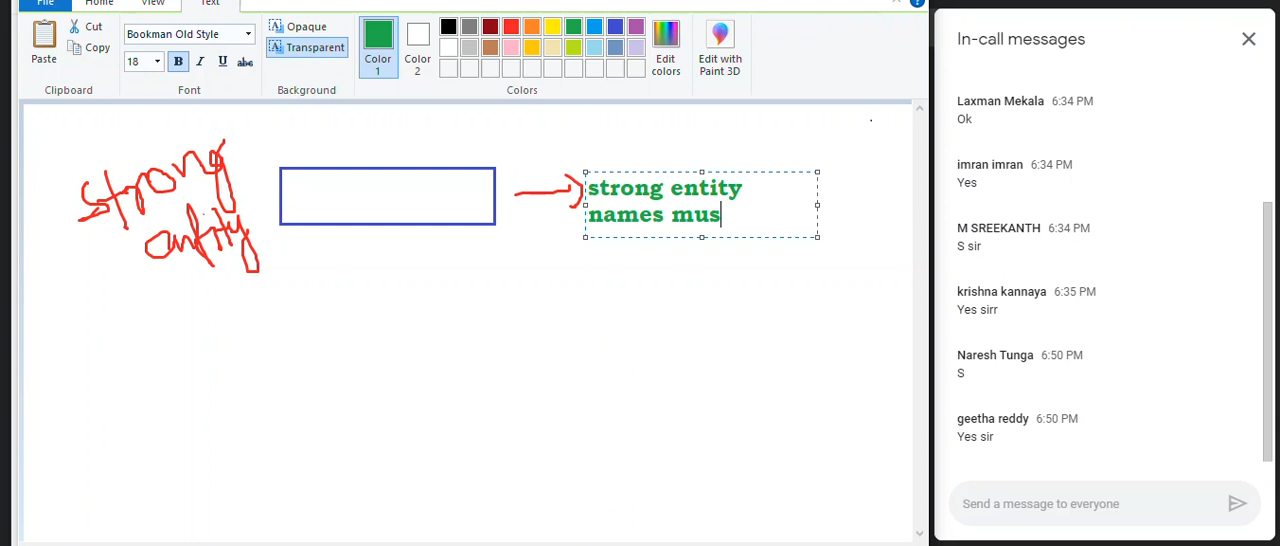 File
Home
View
Text
Paste
Cut
Copy
Clipboard
Bookman Old Style
18
B I U abc
Font
Opaque
Transparent
Background
Color 1
Color 2
Edit colors
Colors
Edit with Paint 3D
strong
entity
strong entity
names mus
In-call messages
Laxman Mekala 6:34 PM
Ok
imran imran 6:34 PM
Yes
M SREEKANTH 6:34 PM
S sir
krishna kannaya 6:35 PM
Yes sirr
Naresh Tunga 6:50 PM
S
geetha reddy 6:50 PM
Yes sir
Send a message to everyone